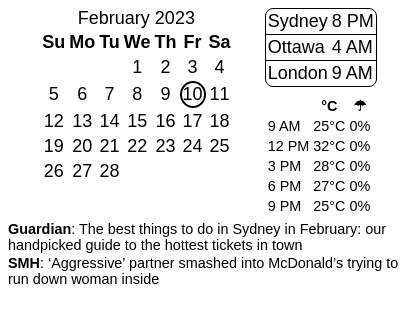 February 2023
Su Mo Tu We Th Fr Sa
1 2 3 4
5 6 7 8 9 10 11
12 13 14 15 16 17 18
19 20 21 22 23 24 25
26 27 28
Sydney 8 PM
Ottawa 4 AM
London 9 AM
°C ☂
9 AM 25°C 0%
12 PM 32°C 0%
3 PM 28°C 0%
6 PM 27°C 0%
9 PM 25°C 0%
Guardian: The best things to do in Sydney in February: our
handpicked guide to the hottest tickets in town
SMH: ‘Aggressive’ partner smashed into McDonald’s trying to
run down woman inside